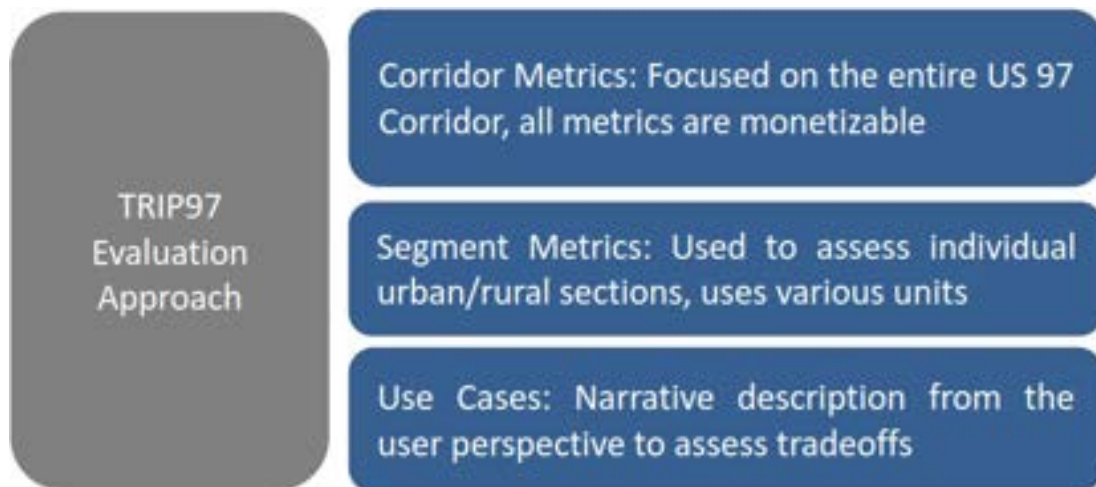 TRIP97
Evaluation
Approach
Corridor Metrics: Focused on the entire US 97
Corridor, all metrics are monetizable
Segment Metrics: Used to assess individual
urban/rural sections, uses various units
Use Cases: Narrative description from the
user perspective to assess tradeoffs